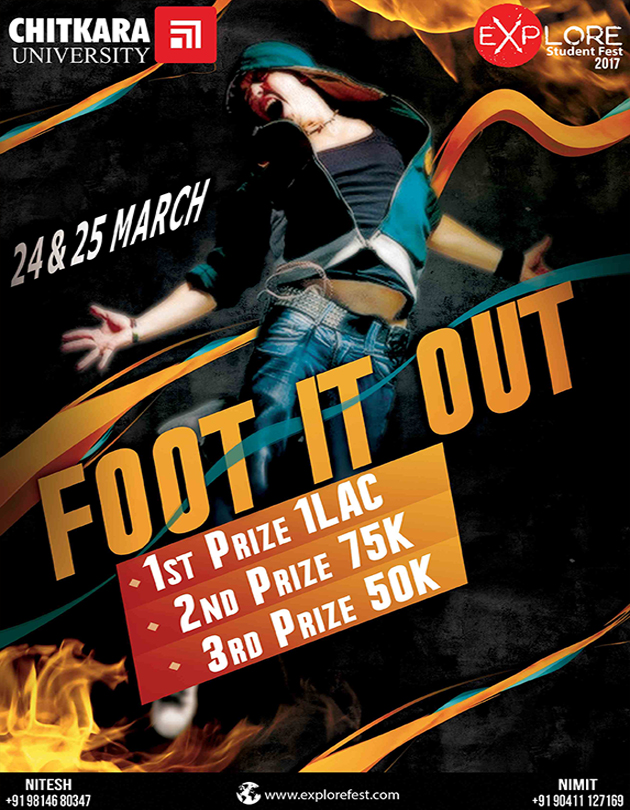 CHITKARA
UNIVERSITY
EXPLORE
Student Fest
2017
24 & 25 MARCH
FOOT IT OUT
1ST PRIZE 1LAC
2ND PRIZE 75K
3RD PRIZE 50K
NITESH
+91 98146 80347
www.explorefest.com
NIMIT
+91 90411 127169